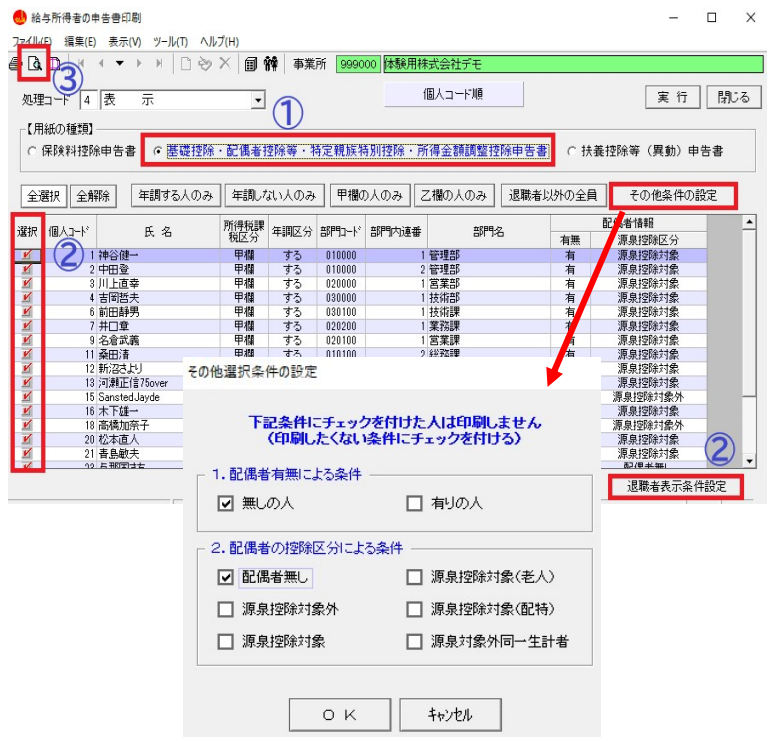 給与所得者の申告書印刷
ファイル(F) 編集(E) 表示(V) ツール(T) ヘルプ(H)
事業所 999000 体験用株式会社デモ
③
処理コード 4 表 示 個人コード順 実 行 閉じる
①
【用紙の種類】
保険料控除申告書 基礎控除・配偶者控除等・特定親族特別控除・所得金額調整控除申告書 扶養控除等（異動）申告書
全選択 全解除 年調する人のみ 年調しない人のみ 甲欄の人のみ 乙欄の人のみ 退職者以外の全員 その他条件の設定
選択 個人コード 氏 名 所得税課税区分 年調区分 部門コード 部門内連番 部門名 配偶者情報
有無 源泉控除区分
②
1 神谷健一 甲欄 する 010000 1 管理部 有 源泉控除対象
2 中田登 甲欄 する 010000 2 管理部 有 源泉控除対象
3 川上直幸 甲欄 する 020000 1 営業部 有 源泉控除対象
4 吉岡哲夫 甲欄 する 030000 1 技術部 有 源泉控除対象
6 前田静男 甲欄 する 030100 1 技術課 有 源泉控除対象
7 井口章 甲欄 する 020200 1 業務課 有 源泉控除対象
9 名倉武義 甲欄 する 020100 1 営業課 源泉控除対象
11 桑田清 甲欄 する 010100 2 総務課 有 源泉控除対象
12 新沼さより 源泉控除対象
13 河瀬正信75over 源泉控除対象
15 Sansted Jayde 源泉控除対象外
16 木下雄一 源泉控除対象
18 高橋加奈子 源泉控除対象外
20 松本直人 源泉控除対象
21 青島敏夫 源泉控除対象
23 配偶者無し
②
退職者表示条件設定
その他選択条件の設定
下記条件にチェックを付けた人は印刷しません
（印刷したくない条件にチェックを付ける）
1．配偶者有無による条件
無しの人 有りの人
2．配偶者の控除区分による条件
配偶者無し 源泉控除対象(老人)
源泉控除対象外 源泉控除対象(配特)
源泉控除対象 源泉対象外同一生計者
ＯＫ キャンセル